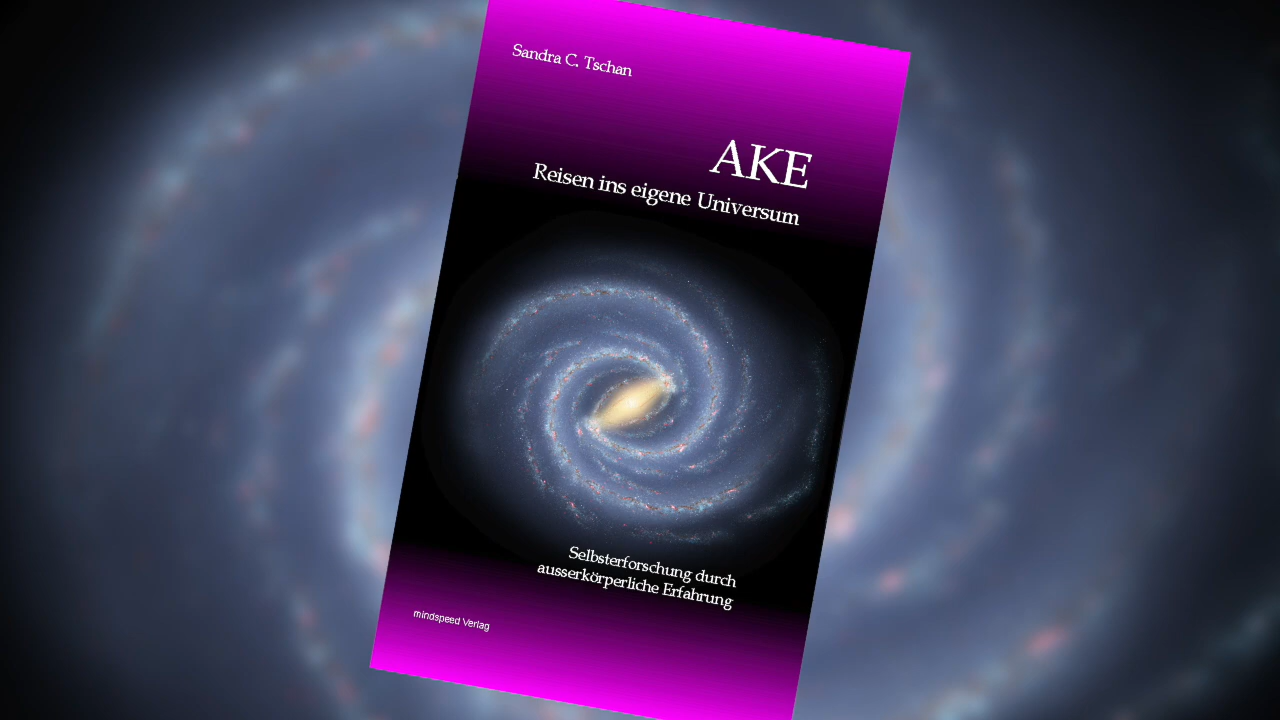 Sandra C. Tschan
AKE
Reisen ins eigene Universum
Selbsterforschung durch
ausserkörperliche Erfahrung
mindspeed Verlag